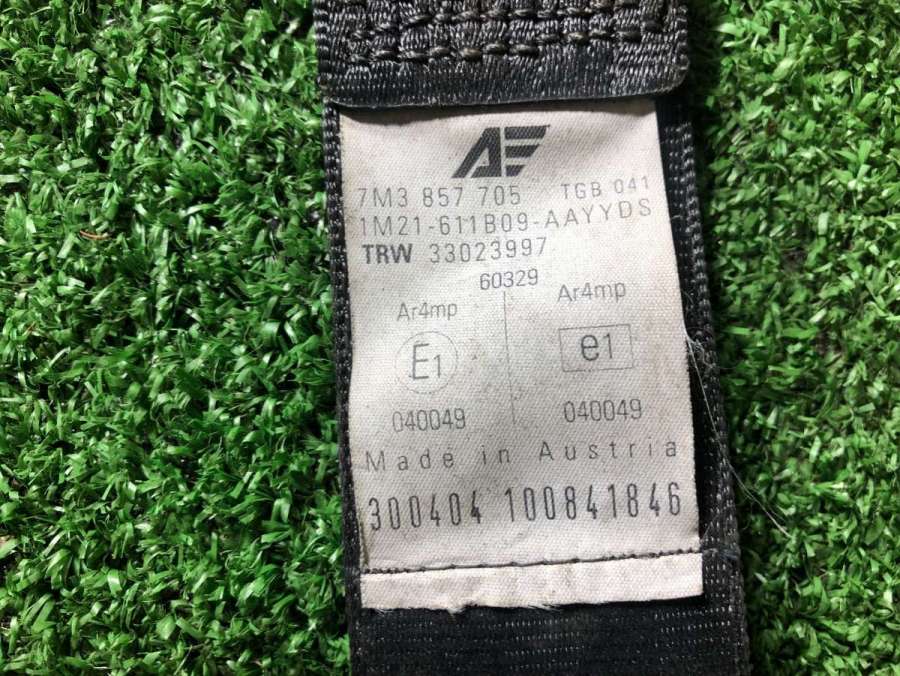 AE
7M3 857 705 TGB 041
1M21-611B09-AAYYDS
TRW 33023997
60329
Ar4mp Ar4mp
E1 e1
040049 040049
Made in Austria
300404 100841846